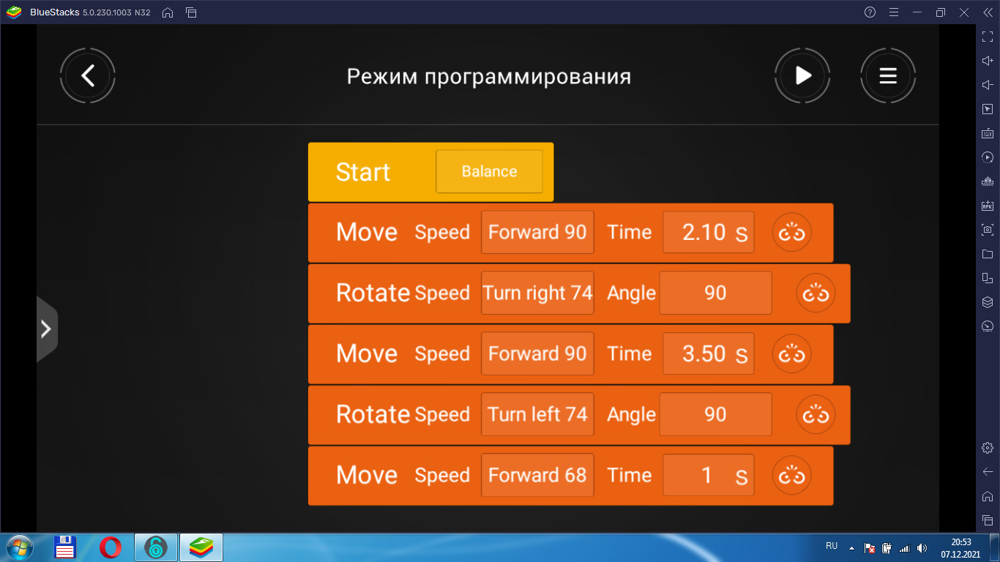 BlueStacks 5.0.230.1003 N32
Режим программирования
Start Balance
Move Speed Forward 90 Time 2.10 s
Rotate Speed Turn right 74 Angle 90
Move Speed Forward 90 Time 3.50 s
Rotate Speed Turn left 74 Angle 90
Move Speed Forward 68 Time 1 s
RU 20:53
07.12.2021